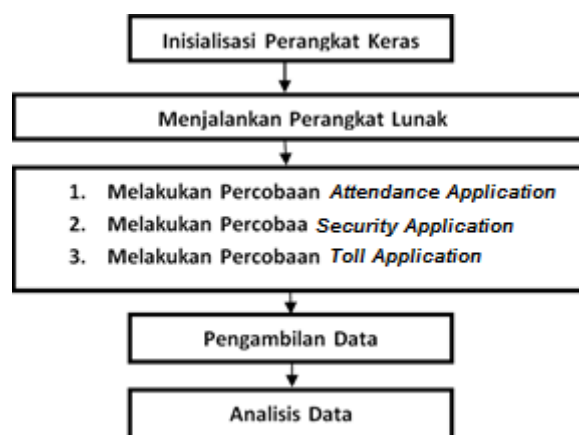 Inisialisasi Perangkat Keras
Menjalankan Perangkat Lunak
1. Melakukan Percobaan Attendance Application
2. Melakukan Percobaa Security Application
3. Melakukan Percobaan Toll Application
Pengambilan Data
Analisis Data